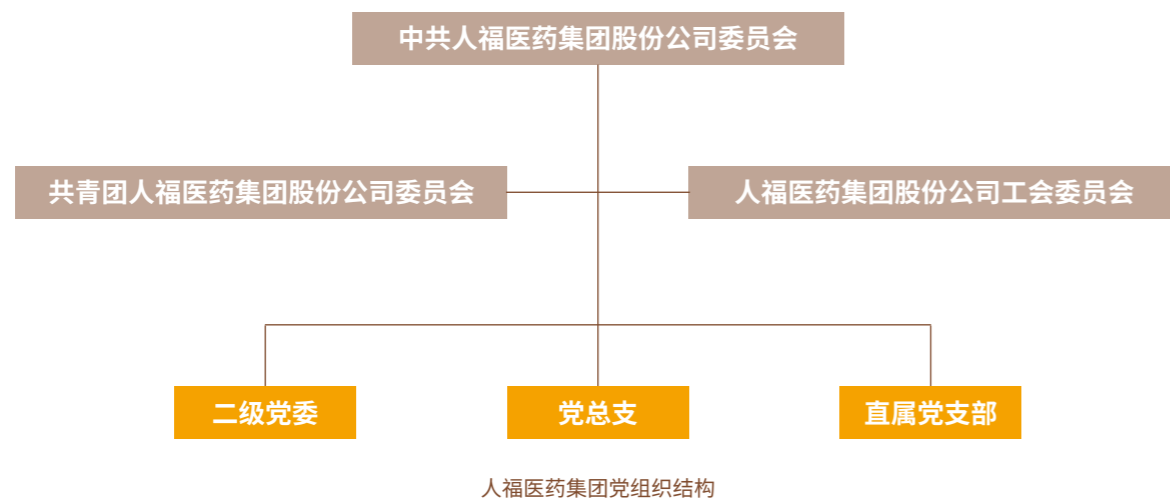 中共人福医药集团股份公司委员会
共青团人福医药集团股份公司委员会
人福医药集团股份公司工会委员会
二级党委
党总支
直属党支部
人福医药集团党组织结构